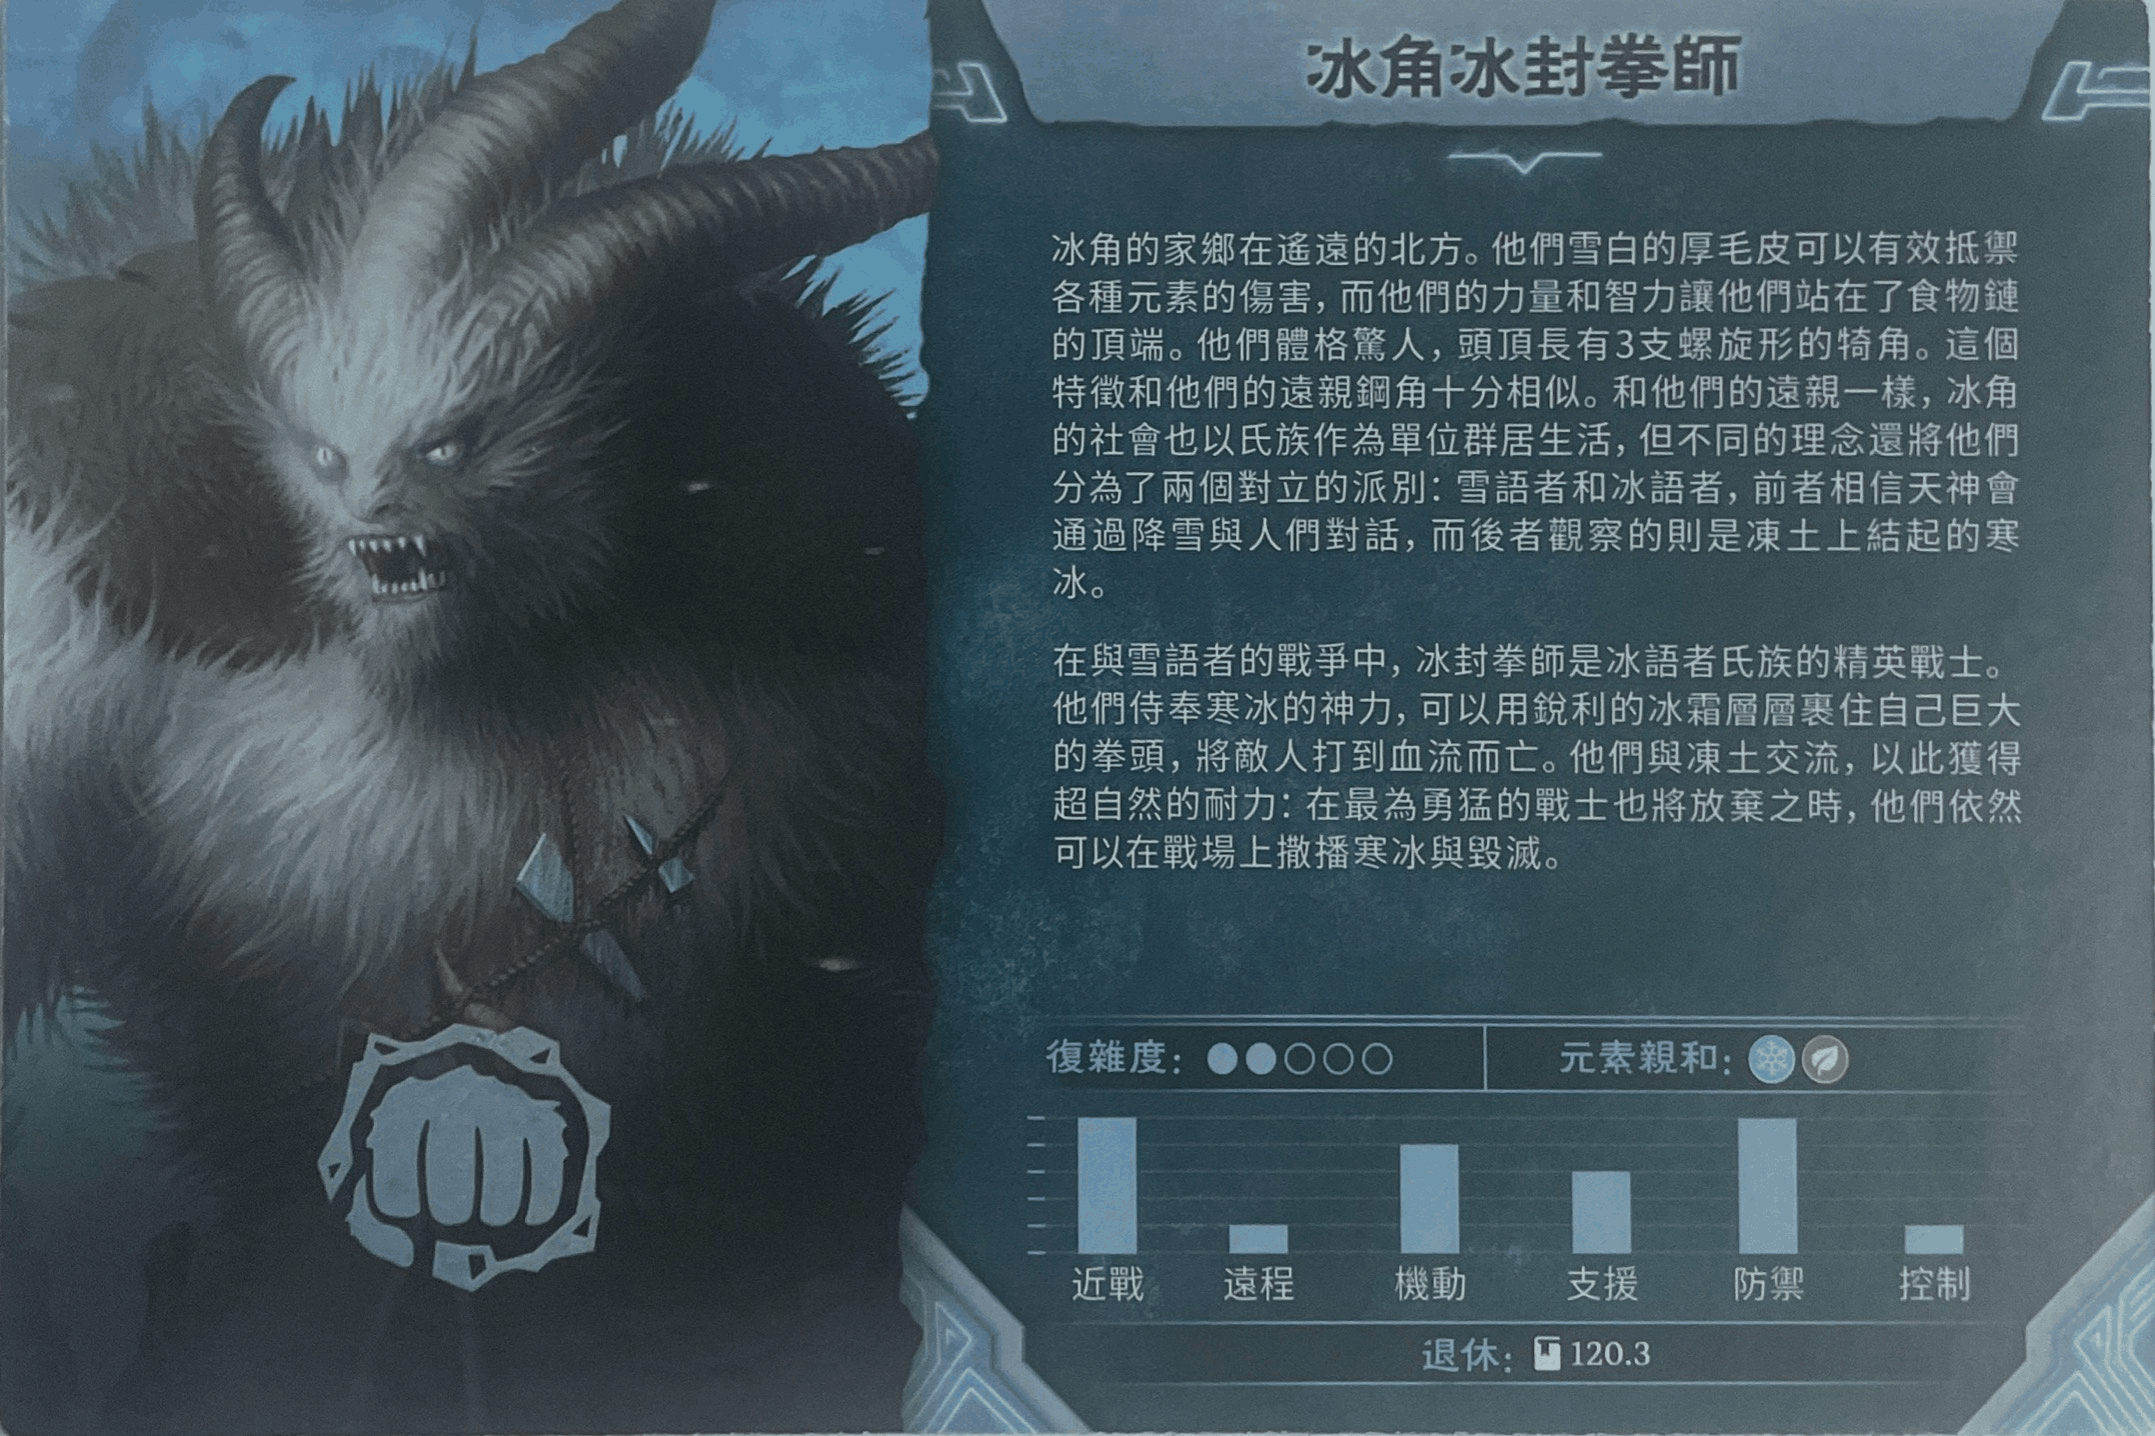 冰角冰封拳師
冰角的家鄉在遙遠的北方。他們雪白的厚毛皮可以有效抵禦
各種元素的傷害，而他們的力量和智力讓他們站在了食物鏈
的頂端。他們體格驚人，頭頂長有3支螺旋形的犄角。這個
特徵和他們的遠親鋼角十分相似。和他們的遠親一樣，冰角
的社會也以氏族作為單位群居生活，但不同的理念還將他們
分為了兩個對立的派別：雪語者和冰語者，前者相信天神會
通過降雪與人們對話，而後者觀察的則是凍土上結起的寒
冰。
在與雪語者的戰爭中，冰封拳師是冰語者氏族的精英戰士。
他們侍奉寒冰的神力，可以用銳利的冰霜層層裹住自己巨大
的拳頭，將敵人打到血流而亡。他們與凍土交流，以此獲得
超自然的耐力：在最為勇猛的戰士也將放棄之時，他們依然
可以在戰場上撒播寒冰與毀滅。
復雜度：
元素親和：
近戰 遠程 機動 支援 防禦 控制
退休： 120.3